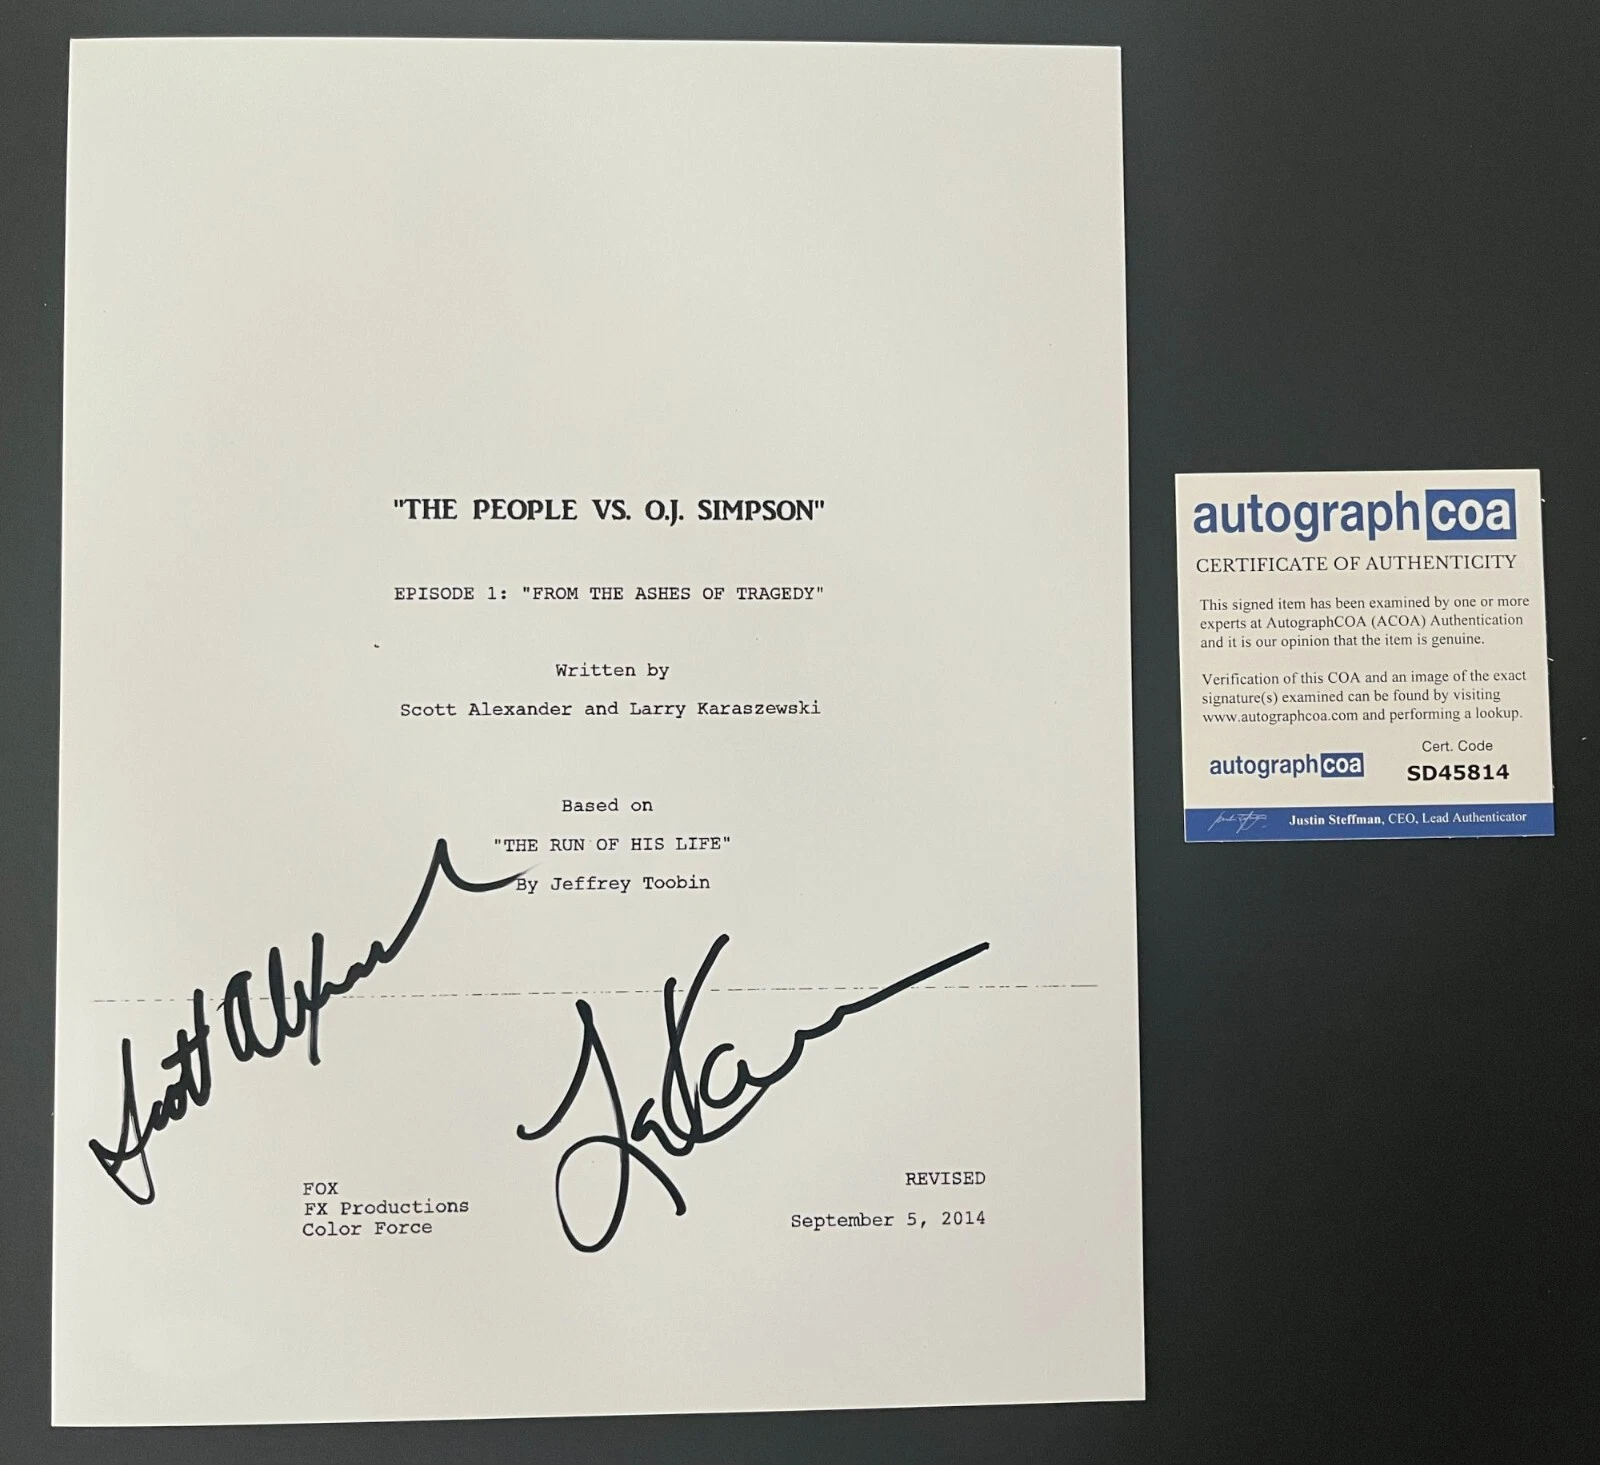 "THE PEOPLE VS. O.J. SIMPSON"
EPISODE 1: "FROM THE ASHES OF TRAGEDY"
Written by
Scott Alexander and Larry Karaszewski
Based on
"THE RUN OF HIS LIFE"
By Jeffrey Toobin
Scott Alexander
FOX
FX Productions
Color Force
REVISED
September 5, 2014
autographcoa
CERTIFICATE OF AUTHENTICITY
This signed item has been examined by one or more
experts at AutographCOA (ACOA) Authentication
and it is our opinion that the item is genuine.
Verification of this COA and an image of the exact
signature(s) examined can be found by visiting
www.autographcoa.com and performing a lookup.
autographcoa
Cert. Code
SD45814
Justin Steffman, CEO, Lead Authenticator